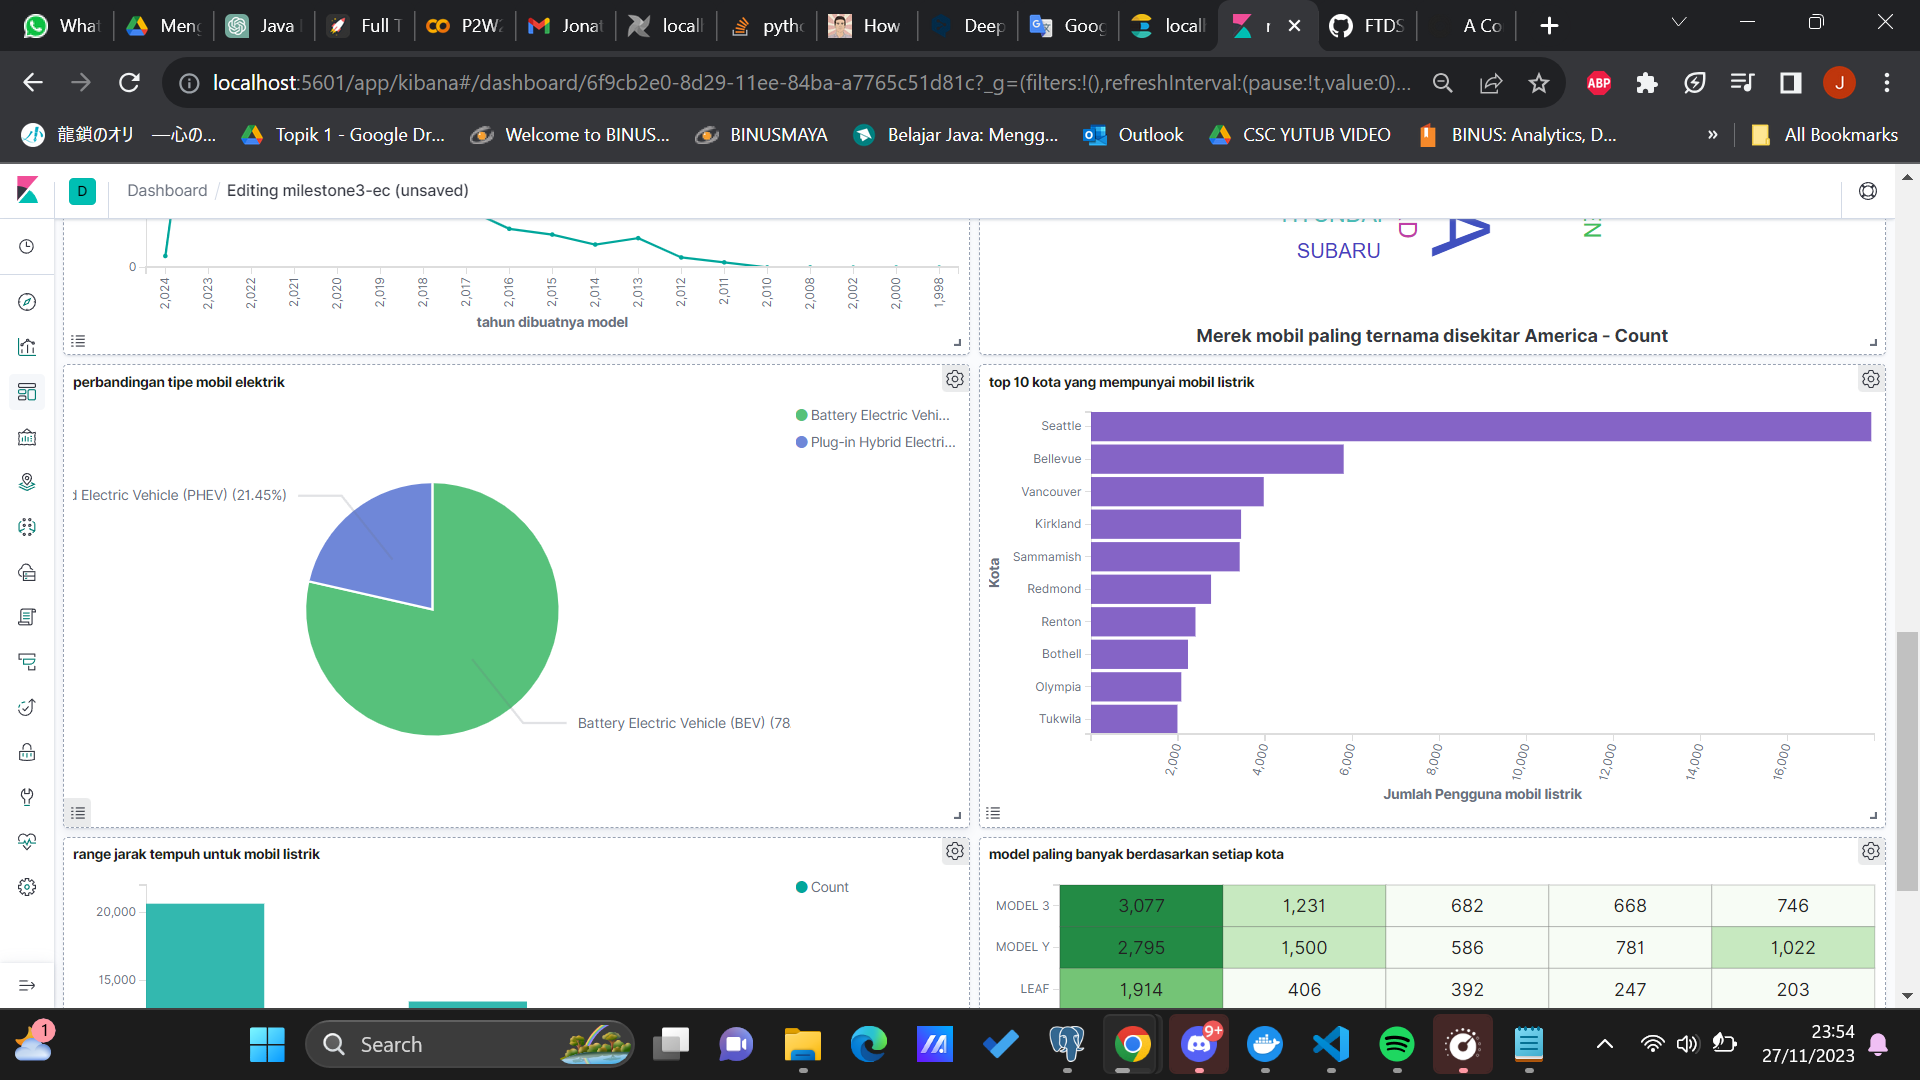 What
Meng
Java
Full T
P2W2
Jonat
locall
pyth
How
Deep
Goog
locall
FTDS
A Co
localhost:5601/app/kibana#/dashboard/6f9cb2e0-8d29-11ee-84ba-a7765c51d81c?_g=(filters:!(),refreshInterval:(pause:!t,value:0)...
ABP
J
龍鎖のオリ ―心の...
Topik 1 - Google Dr...
Welcome to BINUS...
BINUSMAYA
Belajar Java: Mengg...
Outlook
CSC YUTUB VIDEO
BINUS: Analytics, D...
»
All Bookmarks
D
Dashboard / Editing milestone3-ec (unsaved)
0
2,024 2,023 2,022 2,021 2,020 2,019 2,018 2,017 2,016 2,015 2,014 2,013 2,012 2,011 2,010 2,008 2,002 2,000 1,998
tahun dibuatnya model
HYUNDAI
D
A
EN
SUBARU
Merek mobil paling ternama disekitar America - Count
perbandingan tipe mobil elektrik
Battery Electric Vehi...
Plug-in Hybrid Electri...
d Electric Vehicle (PHEV) (21.45%)
Battery Electric Vehicle (BEV) (78
top 10 kota yang mempunyai mobil listrik
Kota
Seattle
Bellevue
Vancouver
Kirkland
Sammamish
Redmond
Renton
Bothell
Olympia
Tukwila
2,000 4,000 6,000 8,000 10,000 12,000 14,000 16,000
Jumlah Pengguna mobil listrik
range jarak tempuh untuk mobil listrik
Count
20,000
15,000
model paling banyak berdasarkan setiap kota
MODEL 3 3,077 1,231 682 668 746
MODEL Y 2,795 1,500 586 781 1,022
LEAF 1,914 406 392 247 203
1
Search
9+
23:54
27/11/2023